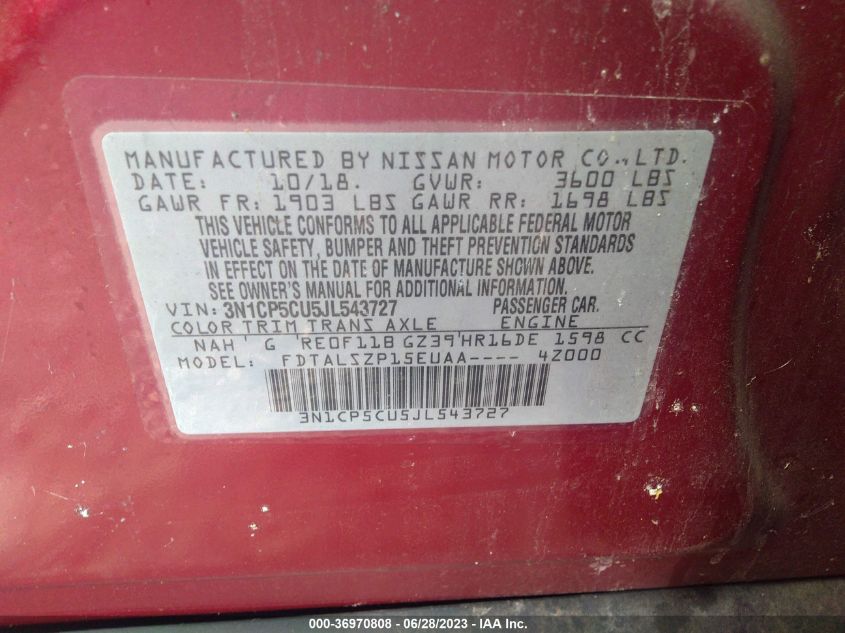 MANUFACTURED BY NISSAN MOTOR CO., LTD.
DATE: 10/18. GVWR: 3600 LBS
GAWR FR: 1903 LBS GAWR RR: 1698 LBS
THIS VEHICLE CONFORMS TO ALL APPLICABLE FEDERAL MOTOR
VEHICLE SAFETY, BUMPER AND THEFT PREVENTION STANDARDS
IN EFFECT ON THE DATE OF MANUFACTURE SHOWN ABOVE.
SEE OWNER'S MANUAL FOR ADDITIONAL INFORMATION.
VIN: 3N1CP5CU5JL543727 PASSENGER CAR.
COLOR TRIM TRANS AXLE ENGINE
NAH' G 'RE0F11B GZ39'HR16DE 1598 CC
MODEL: FDTALSZP15EUAA---- 4Z000
3N1CP5CU5JL543727
000-36970808 - 06/28/2023 - IAA Inc.